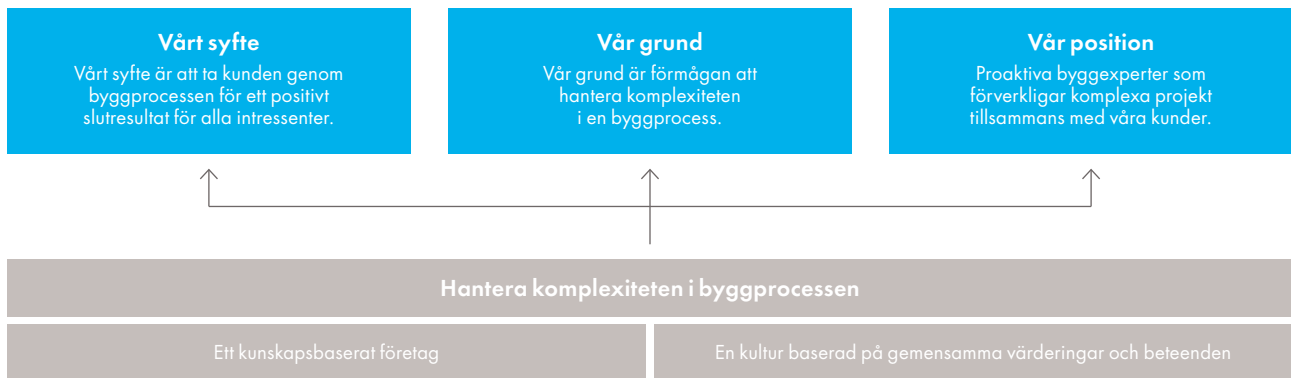 Vårt syfte
Vårt syfte är att ta kunden genom
byggprocessen för ett positivt
slutresultat för alla intressenter.
Vår grund
Vår grund är förmågan att
hantera komplexiteten
i en byggprocess.
Vår position
Proaktiva byggexperter som
förverkligar komplexa projekt
tillsammans med våra kunder.
Hantera komplexiteten i byggprocessen
Ett kunskapsbaserat företag
En kultur baserad på gemensamma värderingar och beteenden